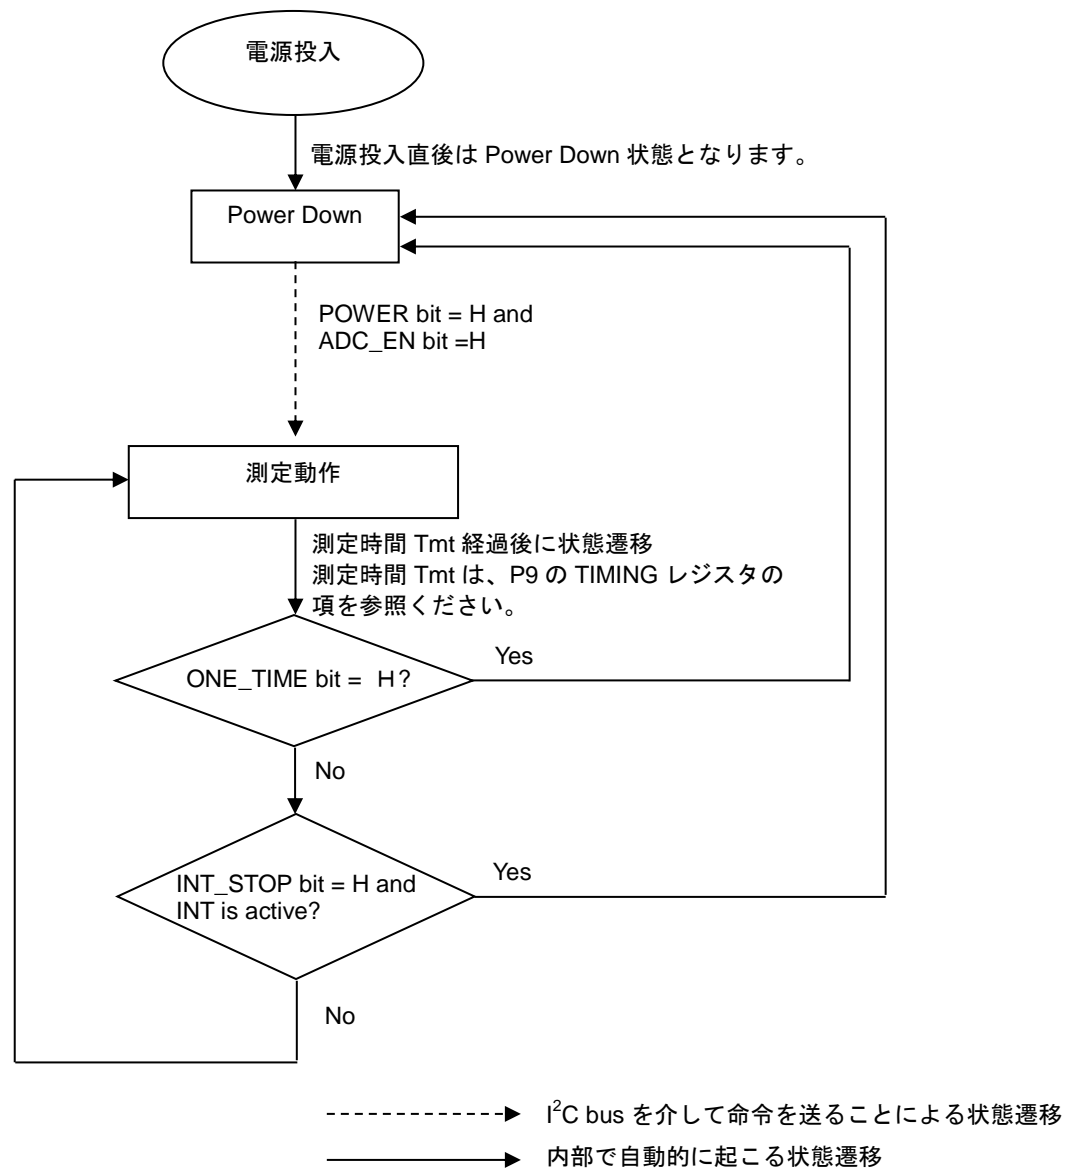 電源投入
電源投入直後は Power Down 状態となります。
Power Down
POWER bit = H and
ADC_EN bit =H
測定動作
測定時間 Tmt 経過後に状態遷移
測定時間 Tmt は、P9 の TIMING レジスタの
項を参照ください。
Yes
ONE_TIME bit = H?
No
Yes
INT_STOP bit = H and
INT is active?
No
I²C bus を介して命令を送ることによる状態遷移
内部で自動的に起こる状態遷移